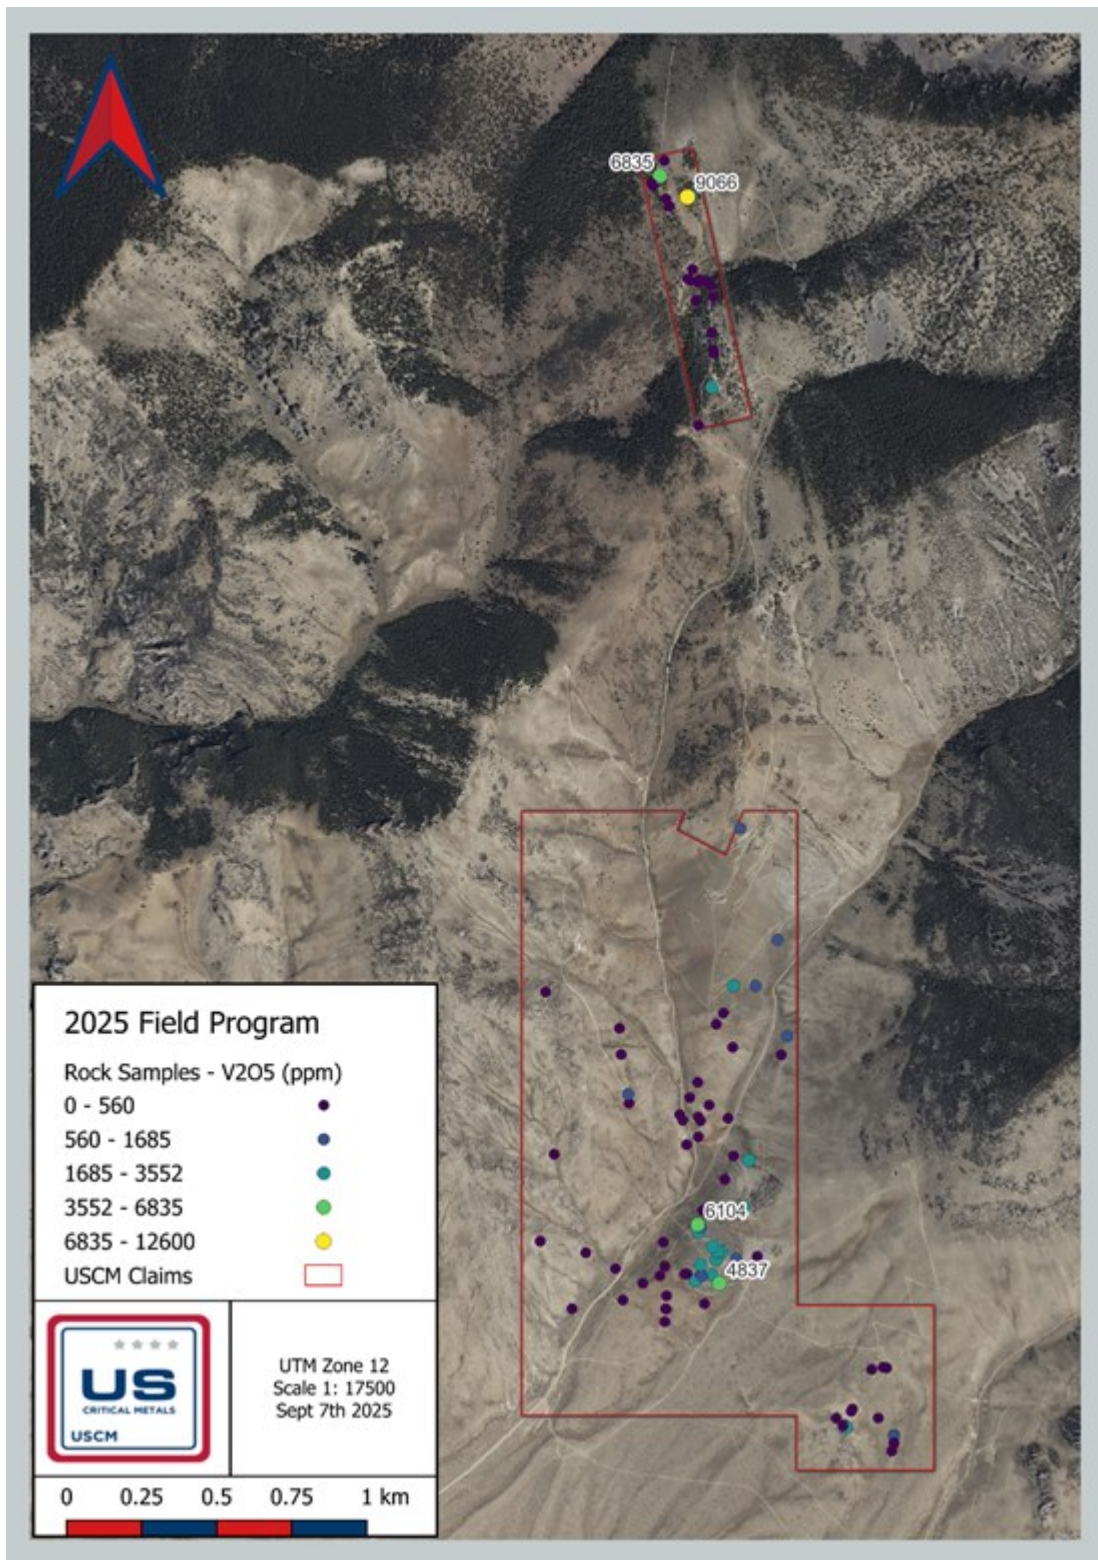 6835
9066
6104
4837
2025 Field Program
Rock Samples - V2O5 (ppm)
0 - 560
560 - 1685
1685 - 3552
3552 - 6835
6835 - 12600
USCM Claims
US
CRITICAL METALS
USCM
UTM Zone 12
Scale 1: 17500
Sept 7th 2025
0 0.25 0.5 0.75 1 km